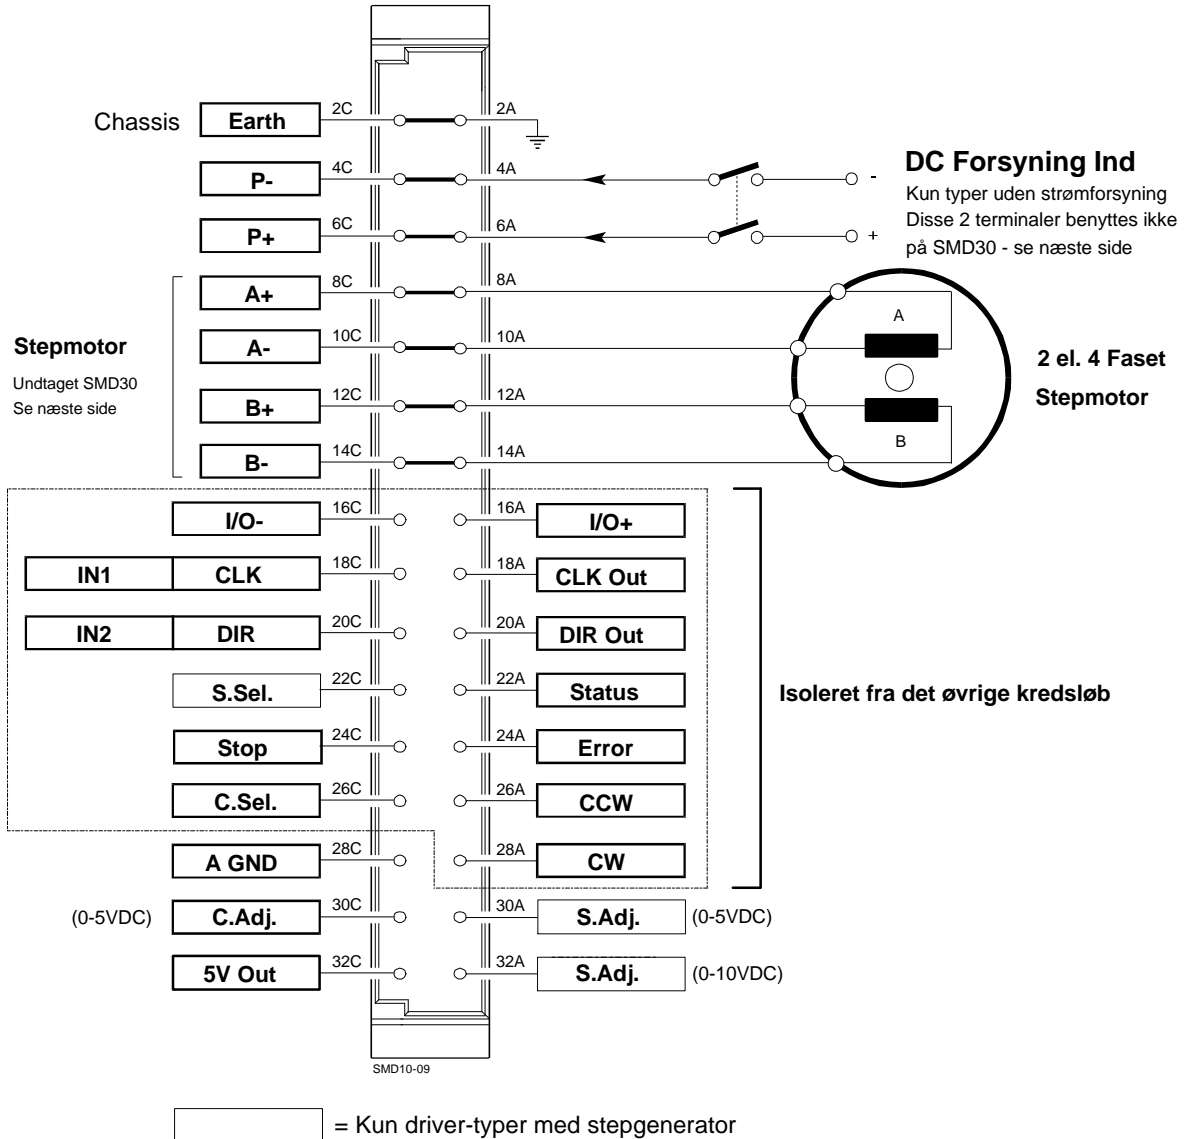 Chassis Earth 2C 2A
P- 4C 4A
DC Forsyning Ind
-
Kun typer uden strømforsyning
Disse 2 terminaler benyttes ikke
på SMD30 - se næste side
P+ 6C 6A +
A+ 8C 8A
A
Stepmotor
Undtaget SMD30
Se næste side
A- 10C 10A
2 el. 4 Faset
Stepmotor
B+ 12C 12A
B
B- 14C 14A
I/O- 16C 16A I/O+
IN1 CLK 18C 18A CLK Out
IN2 DIR 20C 20A DIR Out
S.Sel. 22C 22A Status
Isoleret fra det øvrige kredsløb
Stop 24C 24A Error
C.Sel. 26C 26A CCW
A GND 28C 28A CW
(0-5VDC) C.Adj. 30C 30A S.Adj. (0-5VDC)
5V Out 32C 32A S.Adj. (0-10VDC)
SMD10-09
= Kun driver-typer med stepgenerator